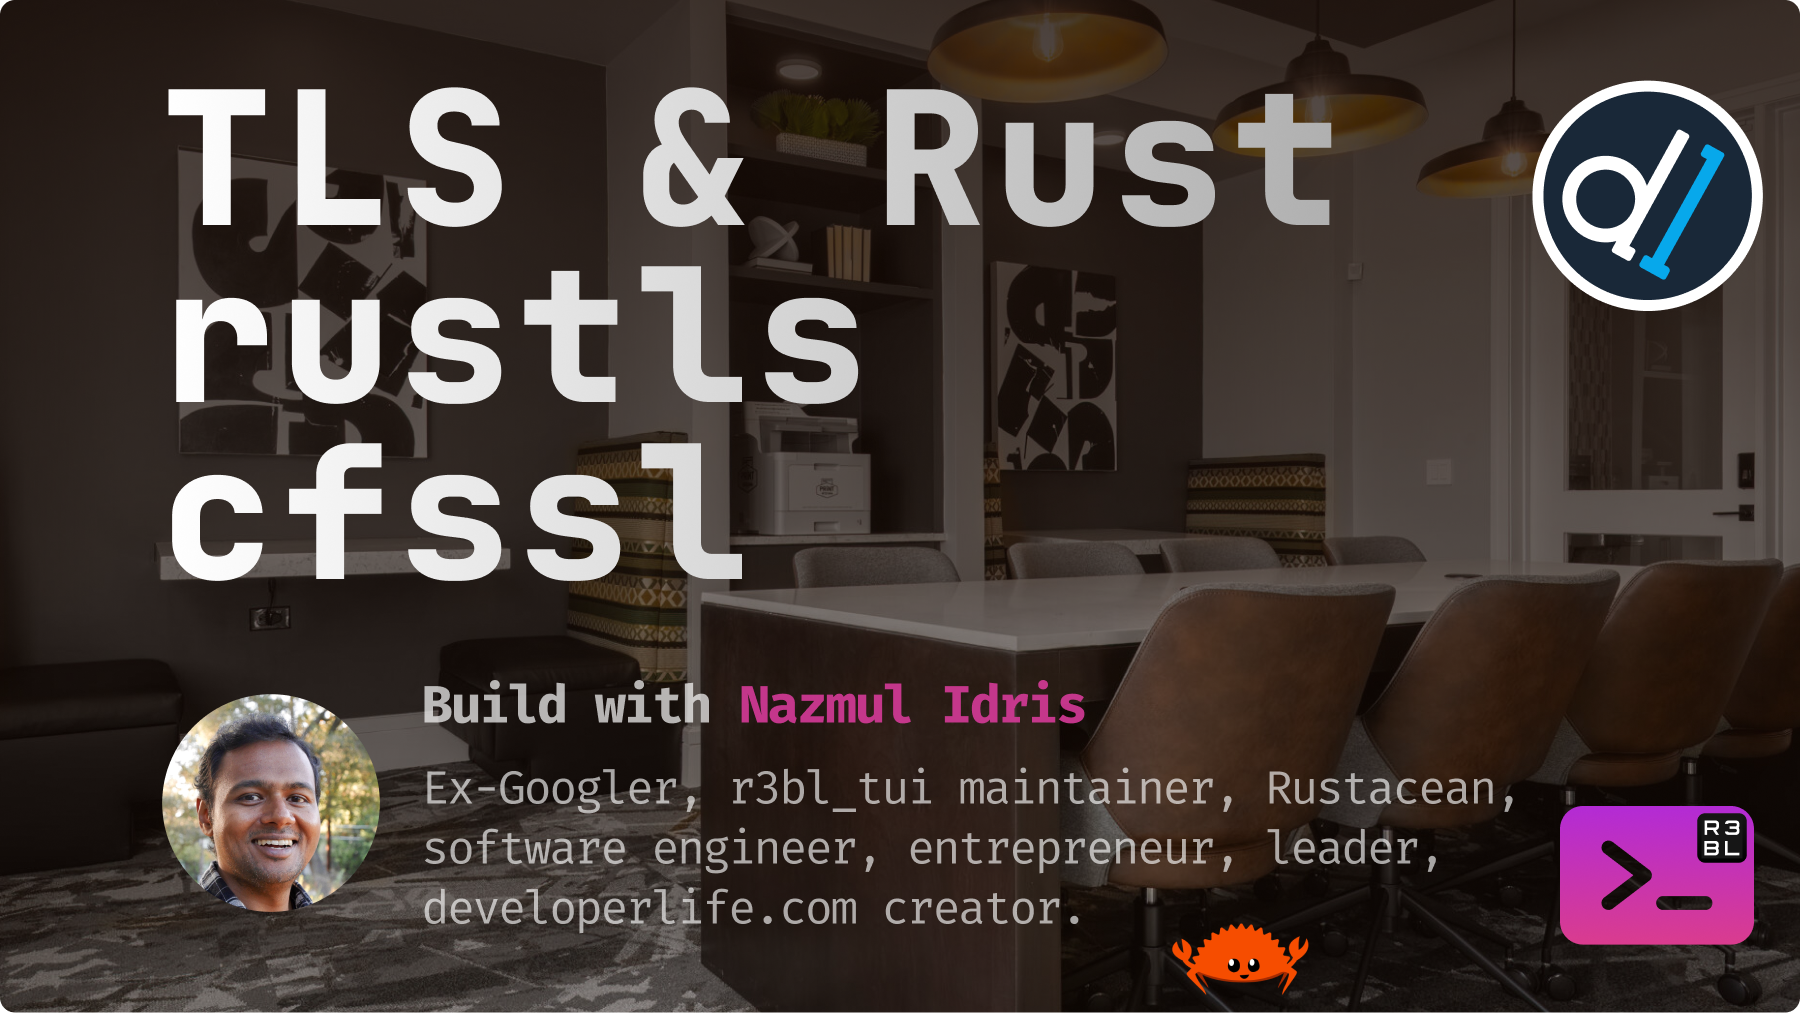 TLS & Rust
rustls
cfssl
Build with Nazmul Idris
Ex-Googler, r3bl_tui maintainer, Rustacean,
software engineer, entrepreneur, leader,
developerlife.com creator.
R3
BL